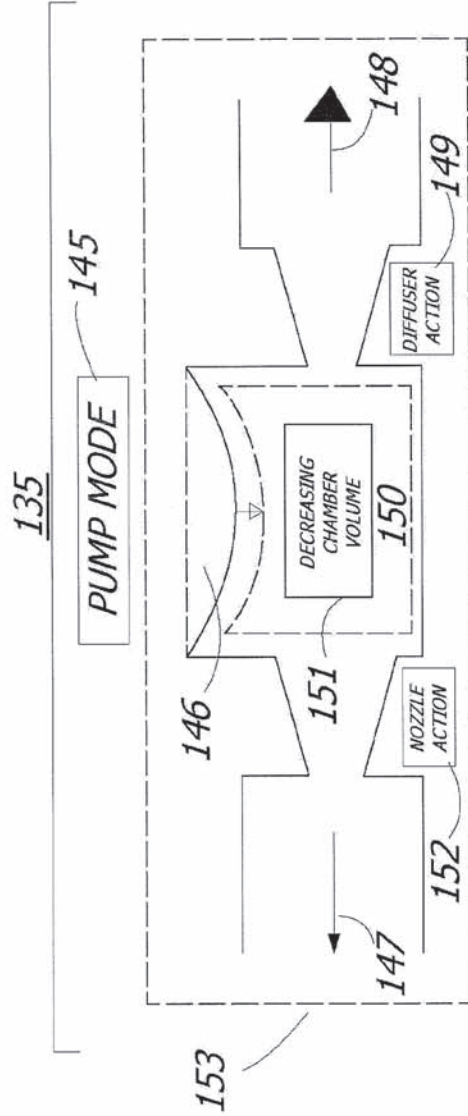 135
PUMP MODE
145
153
146
DECREASING
CHAMBER
VOLUME
151
150
147
148
NOZZLE
ACTION
152
DIFFUSER
ACTION
149